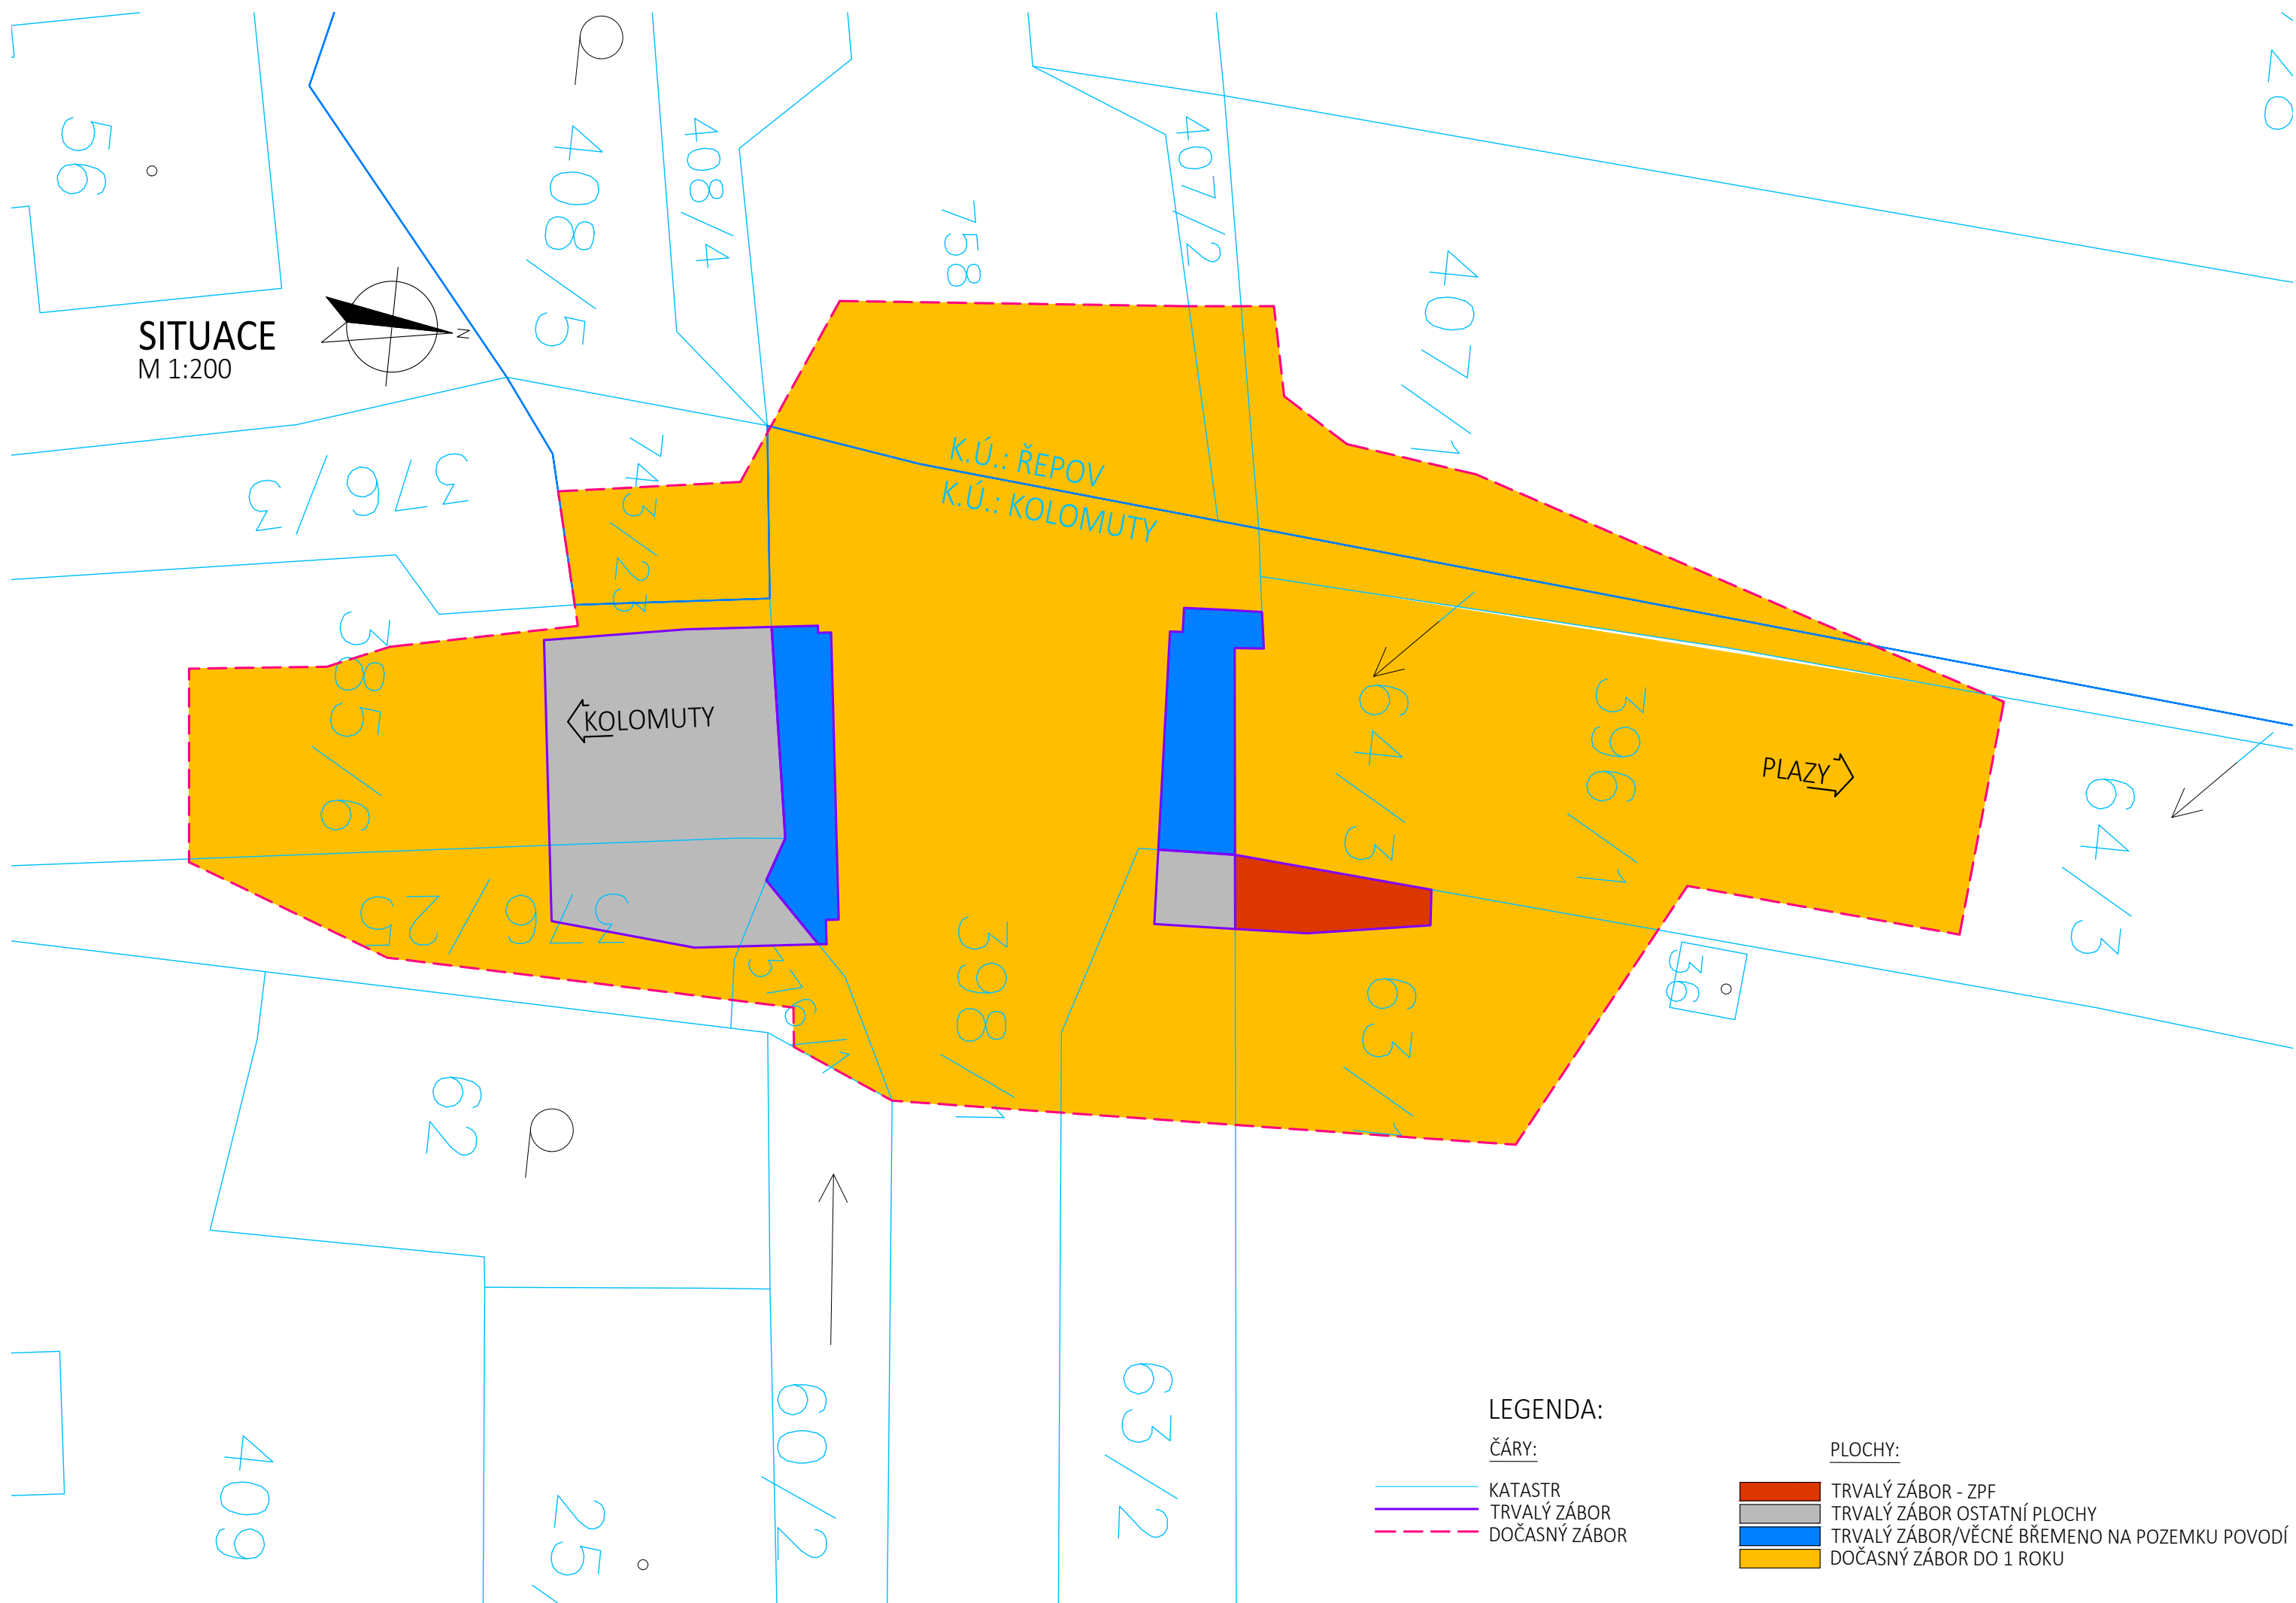 56
408/5
408/4
758
407/2
407/1
SITUACE
M 1:200
N
376/3
743/23
K.Ú.: ŘEPOV
K.Ú.: KOLOMUTY
385/6
KOLOMUTY
64/3
396/1
PLAZY
64/3
376/25
376/1
398/1
63/1
36
62
60/2
63/2
409
25/
LEGENDA:
ČÁRY:
KATASTR
TRVALÝ ZÁBOR
DOČASNÝ ZÁBOR
PLOCHY:
TRVALÝ ZÁBOR - ZPF
TRVALÝ ZÁBOR OSTATNÍ PLOCHY
TRVALÝ ZÁBOR/VĚCNÉ BŘEMENO NA POZEMKU POVODÍ
DOČASNÝ ZÁBOR DO 1 ROKU